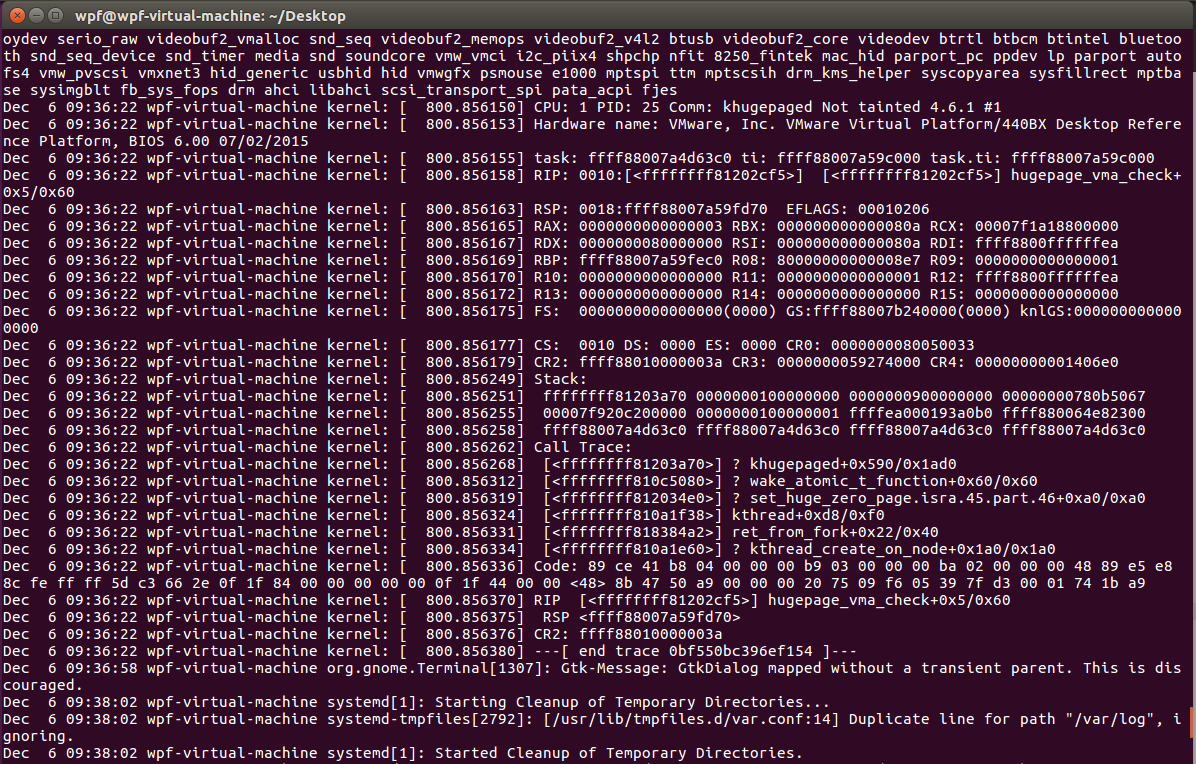 wpf@wpf-virtual-machine: ~/Desktop
oydev serio_raw videobuf2_vmalloc snd_seq videobuf2_memops videobuf2_v4l2 btusb videobuf2_core videodev btrtl btbcm btintel bluetoo
th snd_seq_device snd_timer media snd soundcore vmw_vmci i2c_piix4 shpchp nfit 8250_fintek mac_hid parport_pc ppdev lp parport auto
fs4 vmw_pvscsi vmxnet3 hid_generic usbhid hid vmwgfx psmouse e1000 mptspi ttm mptscsih drm_kms_helper syscopyarea sysfillrect mptba
se sysimgblt fb_sys_fops drm ahci libahci scsi_transport_spi pata_acpi fjes
Dec  6 09:36:22 wpf-virtual-machine kernel: [  800.856150] CPU: 1 PID: 25 Comm: khugepaged Not tainted 4.6.1 #1
Dec  6 09:36:22 wpf-virtual-machine kernel: [  800.856153] Hardware name: VMware, Inc. VMware Virtual Platform/440BX Desktop Refere
nce Platform, BIOS 6.00 07/02/2015
Dec  6 09:36:22 wpf-virtual-machine kernel: [  800.856155] task: ffff88007a4d63c0 ti: ffff88007a59c000 task.ti: ffff88007a59c000
Dec  6 09:36:22 wpf-virtual-machine kernel: [  800.856158] RIP: 0010:[<ffffffff81202cf5>]  [<ffffffff81202cf5>] hugepage_vma_check+
0x5/0x60
Dec  6 09:36:22 wpf-virtual-machine kernel: [  800.856163] RSP: 0018:ffff88007a59fd70  EFLAGS: 00010206
Dec  6 09:36:22 wpf-virtual-machine kernel: [  800.856165] RAX: 0000000000000003 RBX: 000000000000080a RCX: 00007f1a18800000
Dec  6 09:36:22 wpf-virtual-machine kernel: [  800.856167] RDX: 0000000080000000 RSI: 000000000000080a RDI: ffff8800ffffffea
Dec  6 09:36:22 wpf-virtual-machine kernel: [  800.856169] RBP: ffff88007a59fec0 R08: 80000000000008e7 R09: 0000000000000001
Dec  6 09:36:22 wpf-virtual-machine kernel: [  800.856170] R10: 0000000000000000 R11: 0000000000000001 R12: ffff8800ffffffea
Dec  6 09:36:22 wpf-virtual-machine kernel: [  800.856172] R13: 0000000000000000 R14: 0000000000000000 R15: 0000000000000000
Dec  6 09:36:22 wpf-virtual-machine kernel: [  800.856175] FS:  0000000000000000(0000) GS:ffff88007b240000(0000) knlGS:000000000000
0000
Dec  6 09:36:22 wpf-virtual-machine kernel: [  800.856177] CS:  0010 DS: 0000 ES: 0000 CR0: 0000000080050033
Dec  6 09:36:22 wpf-virtual-machine kernel: [  800.856179] CR2: ffff88010000003a CR3: 0000000059274000 CR4: 00000000001406e0
Dec  6 09:36:22 wpf-virtual-machine kernel: [  800.856249] Stack:
Dec  6 09:36:22 wpf-virtual-machine kernel: [  800.856251]  ffffffff81203a70 0000000100000000 0000000900000000 00000000780b5067
Dec  6 09:36:22 wpf-virtual-machine kernel: [  800.856255]  00007f920c200000 0000000100000001 ffffea000193a0b0 ffff880064e82300
Dec  6 09:36:22 wpf-virtual-machine kernel: [  800.856258]  ffff88007a4d63c0 ffff88007a4d63c0 ffff88007a4d63c0 ffff88007a4d63c0
Dec  6 09:36:22 wpf-virtual-machine kernel: [  800.856262] Call Trace:
Dec  6 09:36:22 wpf-virtual-machine kernel: [  800.856268]  [<ffffffff81203a70>] ? khugepaged+0x590/0x1ad0
Dec  6 09:36:22 wpf-virtual-machine kernel: [  800.856312]  [<ffffffff810c5080>] ? wake_atomic_t_function+0x60/0x60
Dec  6 09:36:22 wpf-virtual-machine kernel: [  800.856319]  [<ffffffff812034e0>] ? set_huge_zero_page.isra.45.part.46+0xa0/0xa0
Dec  6 09:36:22 wpf-virtual-machine kernel: [  800.856324]  [<ffffffff810a1f38>] kthread+0xd8/0xf0
Dec  6 09:36:22 wpf-virtual-machine kernel: [  800.856331]  [<ffffffff818384a2>] ret_from_fork+0x22/0x40
Dec  6 09:36:22 wpf-virtual-machine kernel: [  800.856334]  [<ffffffff810a1e60>] ? kthread_create_on_node+0x1a0/0x1a0
Dec  6 09:36:22 wpf-virtual-machine kernel: [  800.856336] Code: 89 ce 41 b8 04 00 00 00 b9 03 00 00 00 ba 02 00 00 00 48 89 e5 e8
8c fe ff ff 5d c3 66 2e 0f 1f 84 00 00 00 00 00 0f 1f 44 00 00 <48> 8b 47 50 a9 00 00 00 20 75 09 f6 05 39 7f d3 00 01 74 1b a9
Dec  6 09:36:22 wpf-virtual-machine kernel: [  800.856370] RIP  [<ffffffff81202cf5>] hugepage_vma_check+0x5/0x60
Dec  6 09:36:22 wpf-virtual-machine kernel: [  800.856375]  RSP <ffff88007a59fd70>
Dec  6 09:36:22 wpf-virtual-machine kernel: [  800.856376] CR2: ffff88010000003a
Dec  6 09:36:22 wpf-virtual-machine kernel: [  800.856380] ---[ end trace 0bf550bc396ef154 ]---
Dec  6 09:36:58 wpf-virtual-machine org.gnome.Terminal[1307]: Gtk-Message: GtkDialog mapped without a transient parent. This is dis
couraged.
Dec  6 09:38:02 wpf-virtual-machine systemd[1]: Starting Cleanup of Temporary Directories...
Dec  6 09:38:02 wpf-virtual-machine systemd-tmpfiles[2792]: [/usr/lib/tmpfiles.d/var.conf:14] Duplicate line for path "/var/log", i
gnoring.
Dec  6 09:38:02 wpf-virtual-machine systemd[1]: Started Cleanup of Temporary Directories.